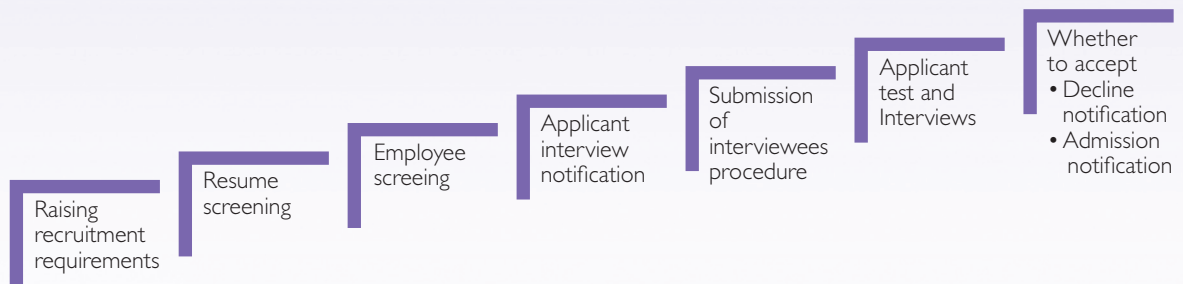 Raising
recruitment
requirements
Resume
screening
Employee
screeing
Applicant
interview
notification
Submission
of
interviewees
procedure
Applicant
test and
Interviews
Whether
to accept
• Decline
notification
• Admission
notification